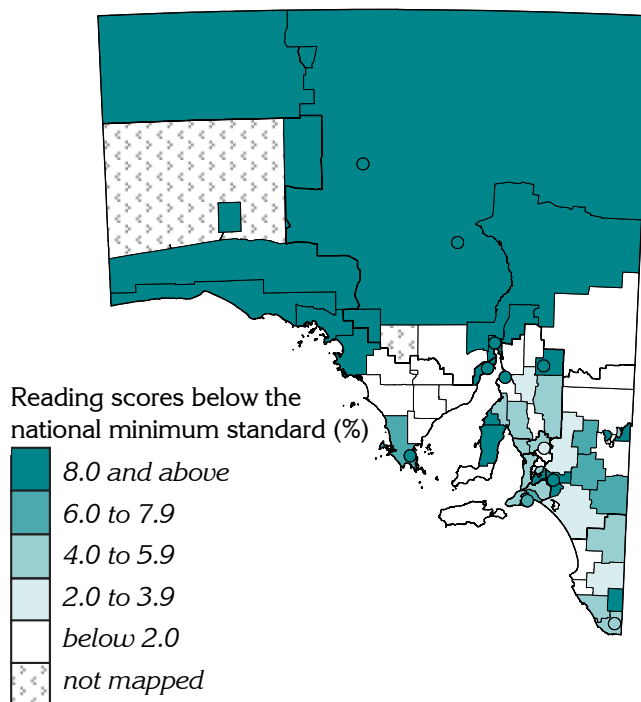 Reading scores below the
national minimum standard (%)
8.0 and above
6.0 to 7.9
4.0 to 5.9
2.0 to 3.9
below 2.0
not mapped